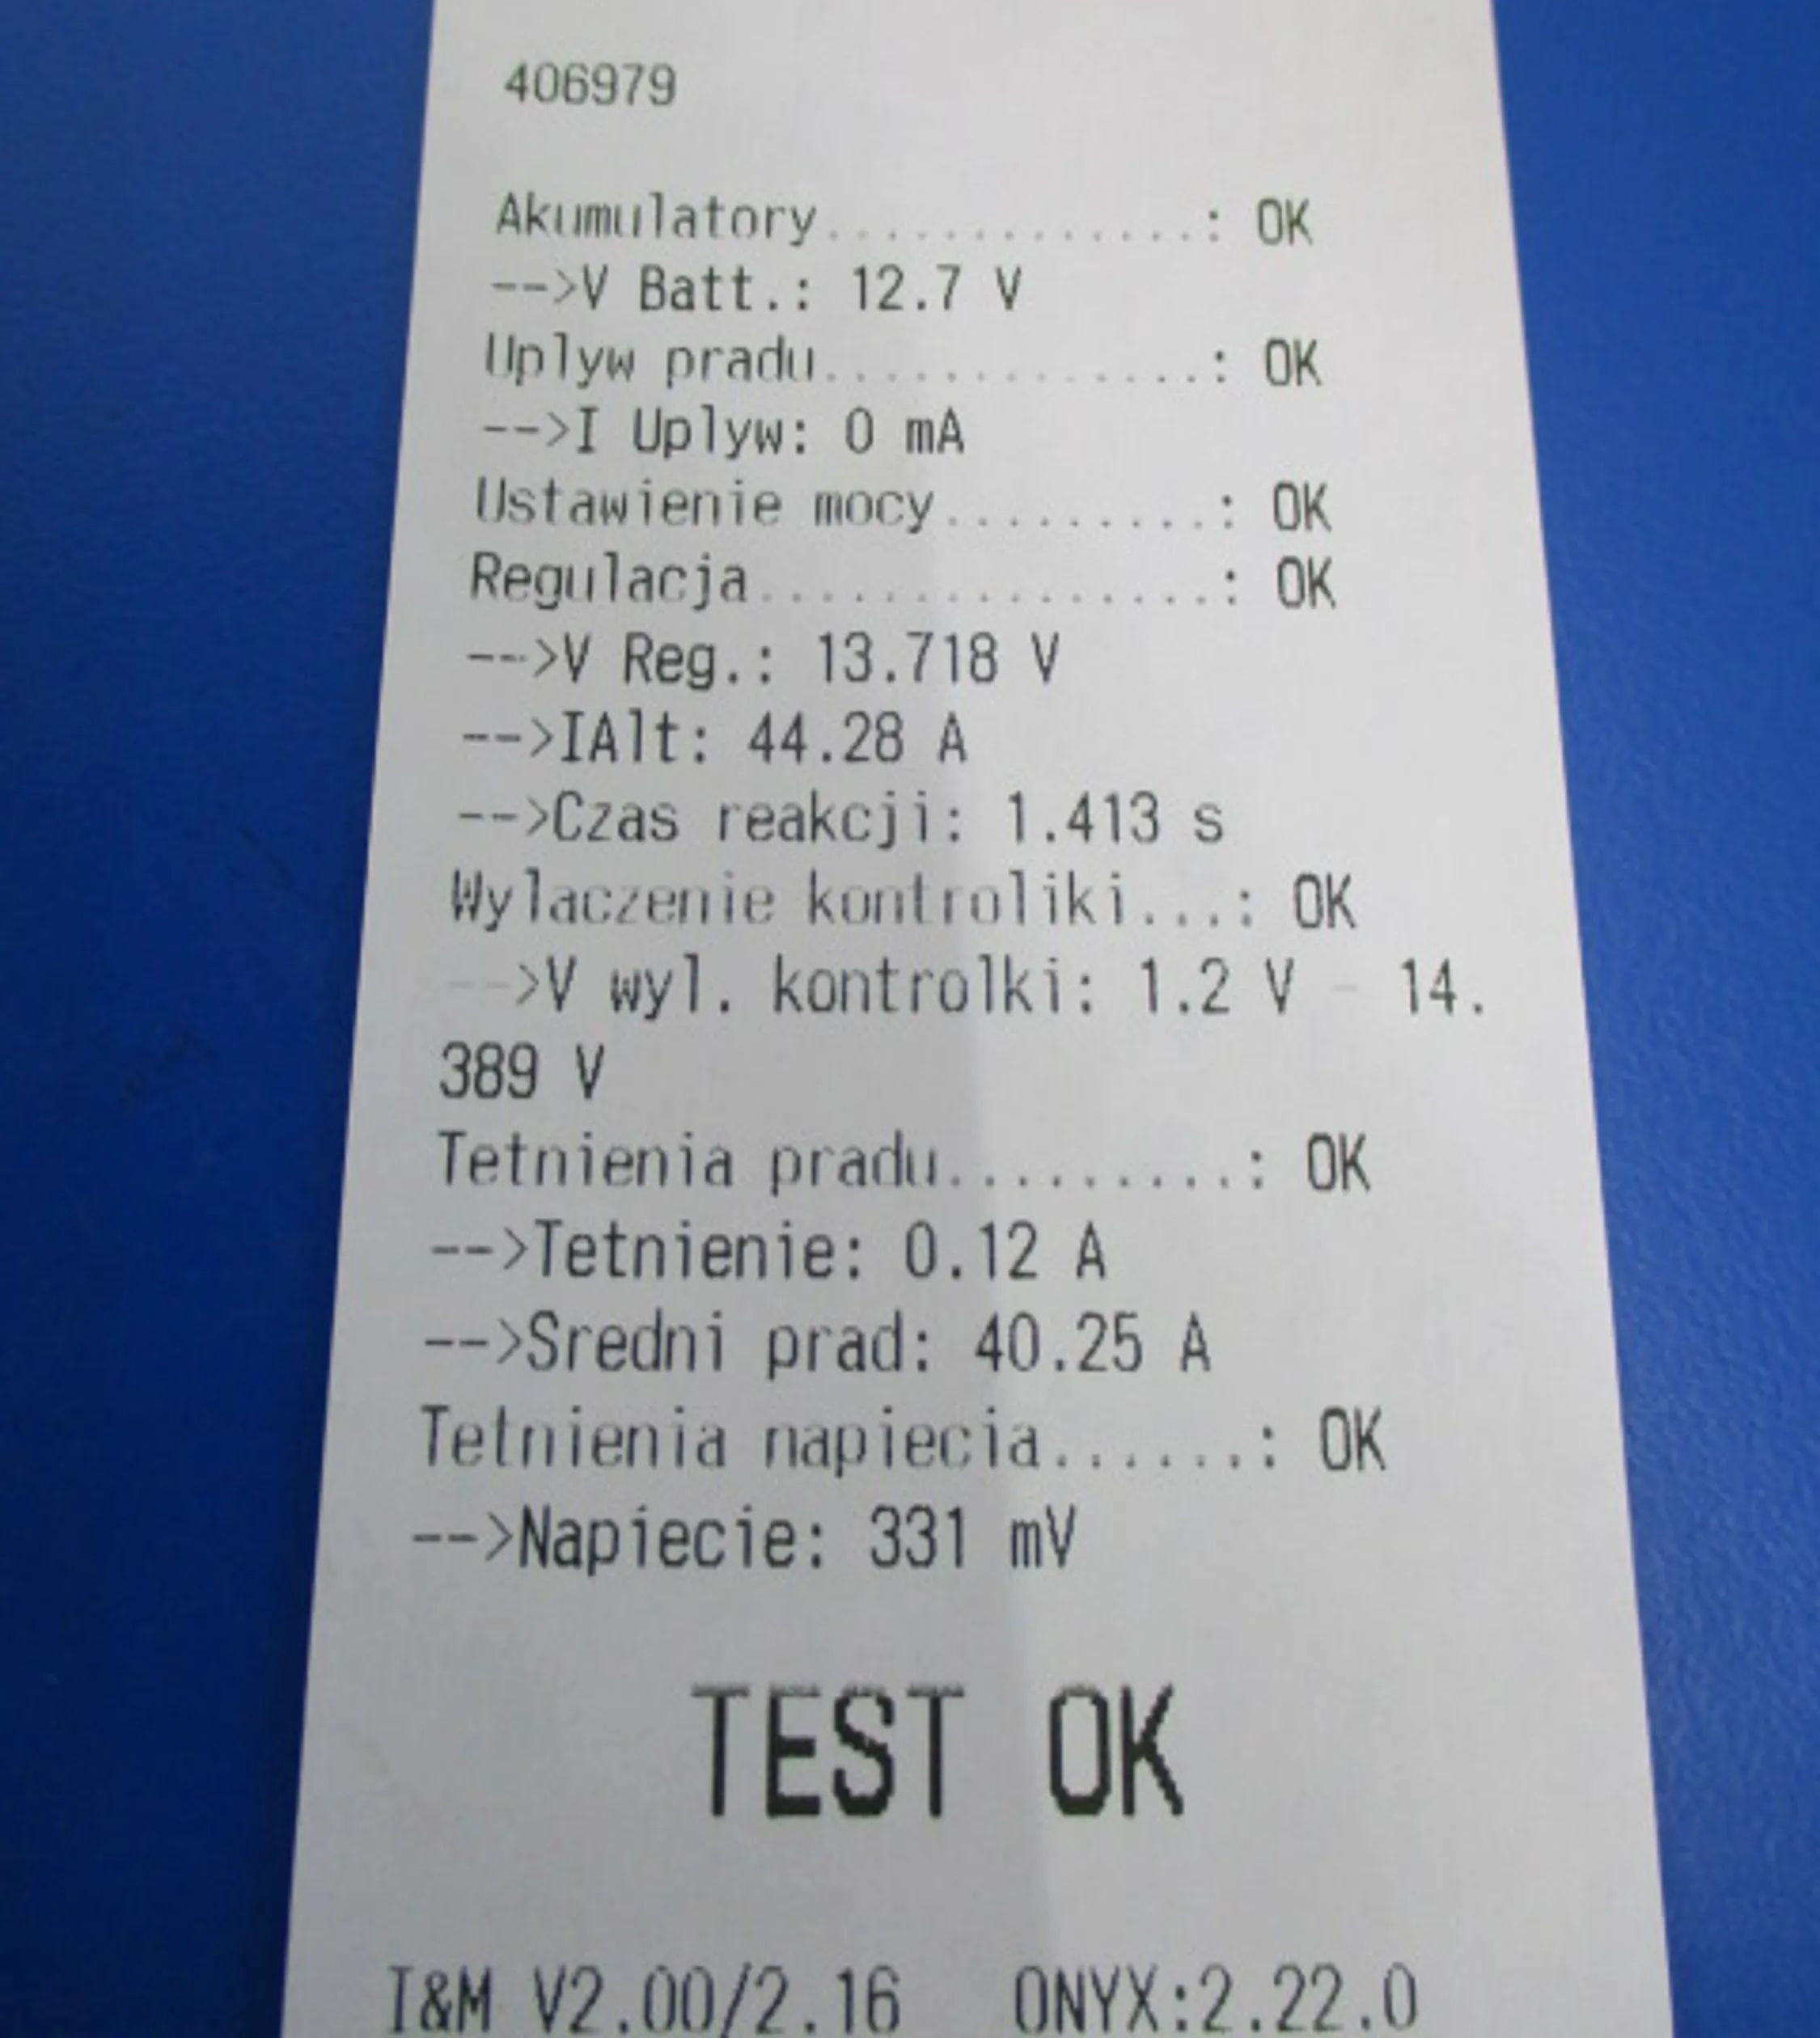 406979
Akumulatory.............: OK
-->V Batt.: 12.7 V
Uplyw pradu.............: OK
-->I Uplyw: 0 mA
Ustawienie mocy.........: OK
Regulacja...............: OK
-->V Reg.: 13.718 V
-->IAlt: 44.28 A
-->Czas reakcji: 1.413 s
Wylaczenie kontroliki...: OK
-->V wyl. kontrolki: 1.2 V - 14.
389 V
Tetnienia pradu.........: OK
-->Tetnienie: 0.12 A
-->Sredni prad: 40.25 A
Tetnienia napiecia......: OK
-->Napiecie: 331 mV
TEST OK
I&M V2.00/2.16 ONYX:2.22.0